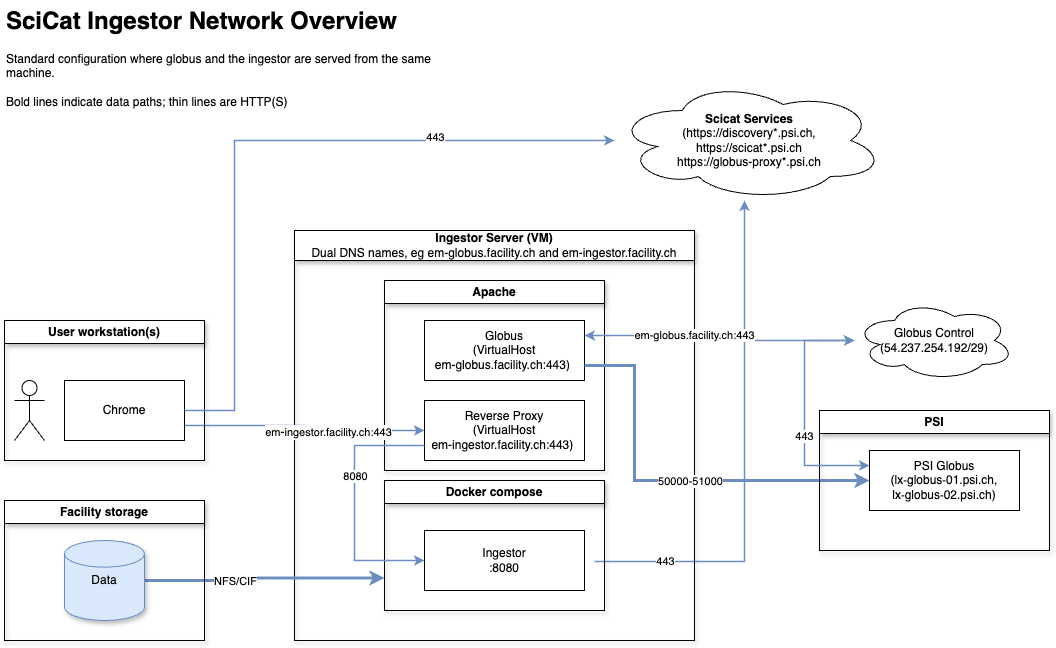 SciCat Ingestor Network Overview
Standard configuration where globus and the ingestor are served from the same
machine.
Bold lines indicate data paths; thin lines are HTTP(S)
443
Scicat Services
(https://discovery*.psi.ch,
https://scicat*.psi.ch
https://globus-proxy*.psi.ch
Ingestor Server (VM)
Dual DNS names, eg em-globus.facility.ch and em-ingestor.facility.ch
Apache
Globus
(VirtualHost
em-globus.facility.ch:443)
em-globus.facility.ch:443
Globus Control
(54.237.254.192/29)
User workstation(s)
Chrome
em-ingestor.facility.ch:443
Reverse Proxy
(VirtualHost
em-ingestor.facility.ch:443)
8080
443
PSI
PSI Globus
(lx-globus-01.psi.ch,
lx-globus-02.psi.ch)
50000-51000
Docker compose
Ingestor
:8080
443
Facility storage
Data
NFS/CIF